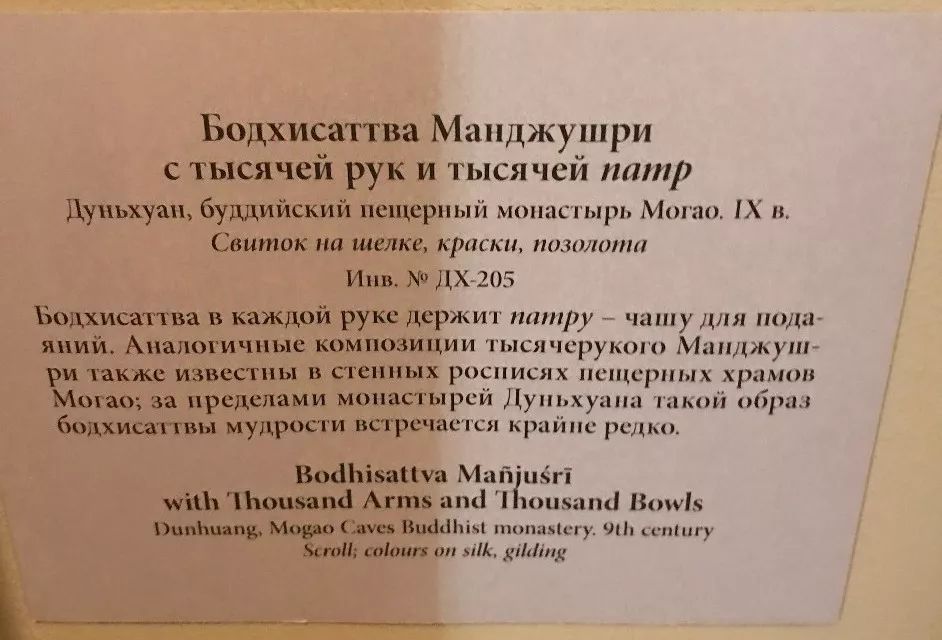 Бодхисаттва Манджушри
с тысячей рук и тысячей патр
Дуньхуан, буддийский пещерный монастырь Могао. IX в.
Свиток на шелке, краски, позолота
Инв. № ДХ-205
Бодхисаттва в каждой руке держит патру – чашу для пода-
яний. Аналогичные композиции тысячерукого Манджуш-
ри также известны в стенных росписях пещерных храмов
Могао; за пределами монастырей Дуньхуана такой образ
бодхисаттвы мудрости встречается крайне редко.
Bodhisattva Mañjuśrī
with Thousand Arms and Thousand Bowls
Dunhuang, Mogao Caves Buddhist monastery. 9th century
Scroll; colours on silk, gilding